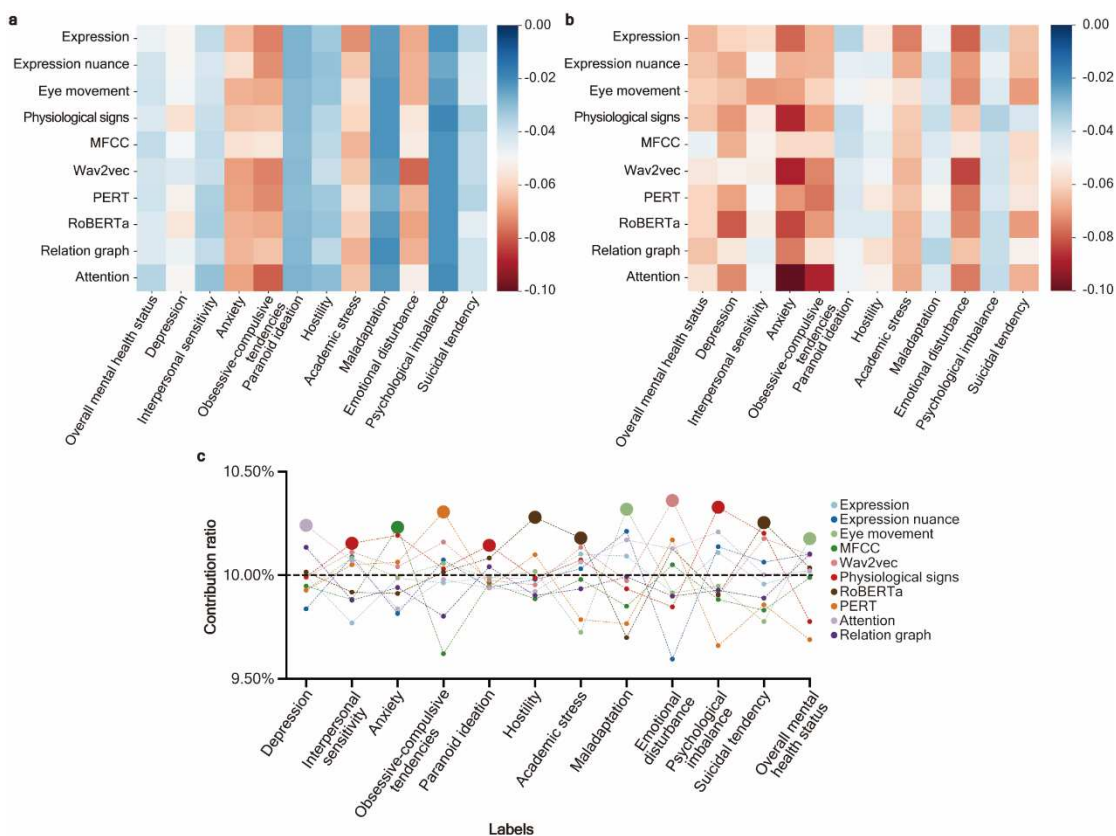 a
Expression
Expression nuance
Eye movement
Physiological signs
MFCC
Wav2vec
PERT
RoBERTa
Relation graph
Attention
0.00
-0.02
-0.04
-0.06
-0.08
-0.10
Overall mental health status
Depression
Interpersonal sensitivity
Anxiety
Obsessive-compulsive
tendencies
Paranoid ideation
Hostility
Academic stress
Maladaptation
Emotional disturbance
Psychological imbalance
Suicidal tendency
b
Expression
Expression nuance
Eye movement
Physiological signs
MFCC
Wav2vec
PERT
RoBERTa
Relation graph
Attention
0.00
-0.02
-0.04
-0.06
-0.08
-0.10
Overall mental health status
Depression
Interpersonal sensitivity
Anxiety
Obsessive-compulsive
tendencies
Paranoid ideation
Hostility
Academic stress
Maladaptation
Emotional disturbance
Psychological imbalance
Suicidal tendency
c
10.50%
10.00%
9.50%
Contribution ratio
Expression
Expression nuance
Eye movement
MFCC
Wav2vec
Physiological signs
RoBERTa
PERT
Attention
Relation graph
Depression
Interpersonal
sensitivity
Anxiety
Obsessive-compulsive
tendencies
Paranoid ideation
Hostility
Academic stress
Maladaptation
Emotional
disturbance
Psychological
imbalance
Suicidal tendency
Overall mental
health status
Labels